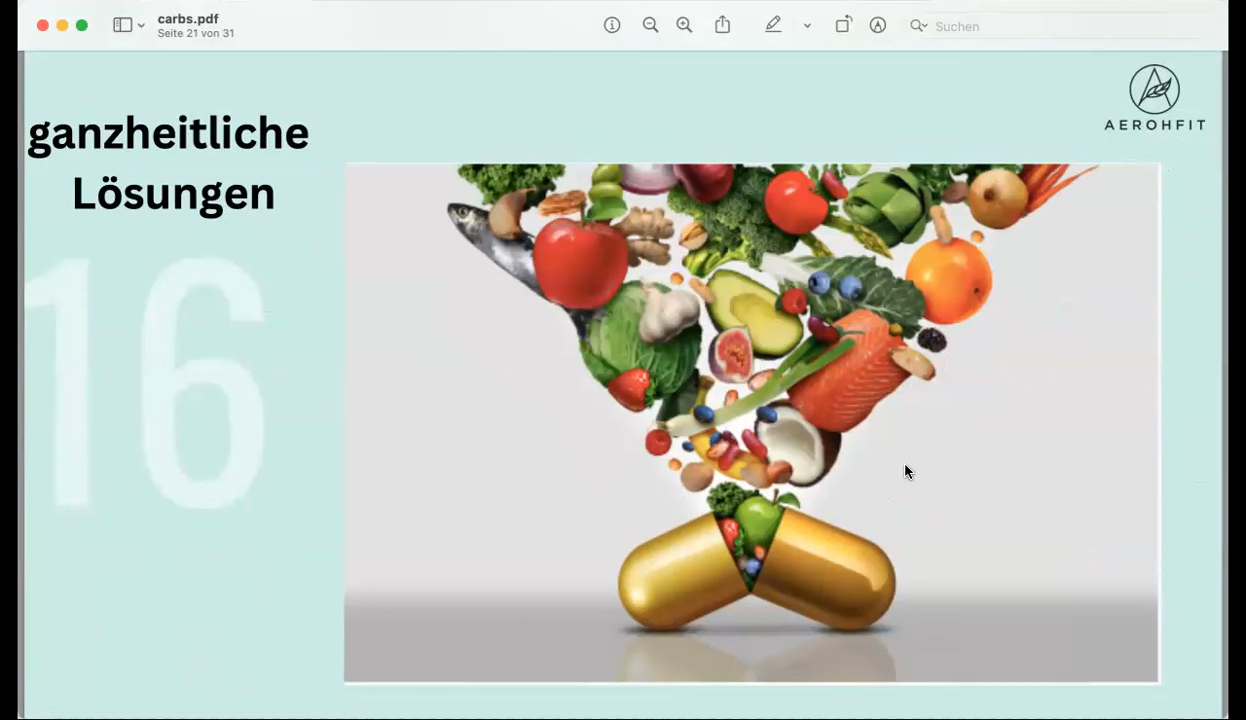 carbs.pdf
Seite 21 von 31
Suchen
AEROHFIT
ganzheitliche
Lösungen
16